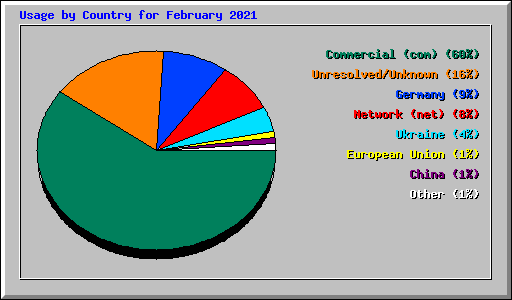 Usage by Country for February 2021
Commercial (com) (60%)
Unresolved/Unknown (16%)
Germany (9%)
Network (net) (8%)
Ukraine (4%)
European Union (1%)
China (1%)
Other (1%)